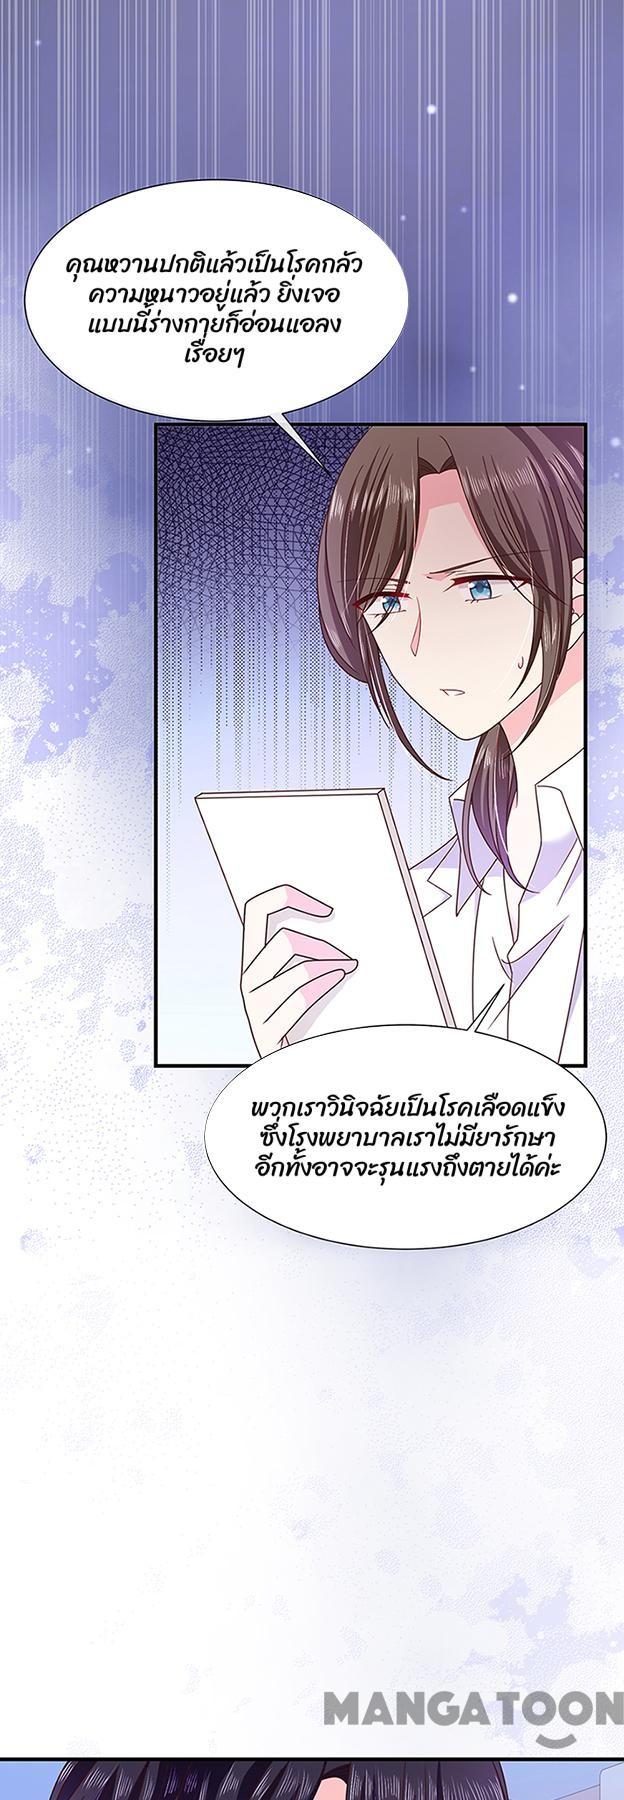 คุณหวานปกติแล้วเป็นโรคกลัว
ความหนาวอยู่แล้ว ยิ่งเจอ
แบบนี้ร่างกายก็อ่อนแอลง
เรื่อยๆ
พวกเราวินิจฉัยเป็นโรคเลือดแข็ง
ซึ่งโรงพยาบาลเราไม่มียารักษา
อีกทั้งอาจจะรุนแรงถึงตายได้ค่ะ
MANGATOON